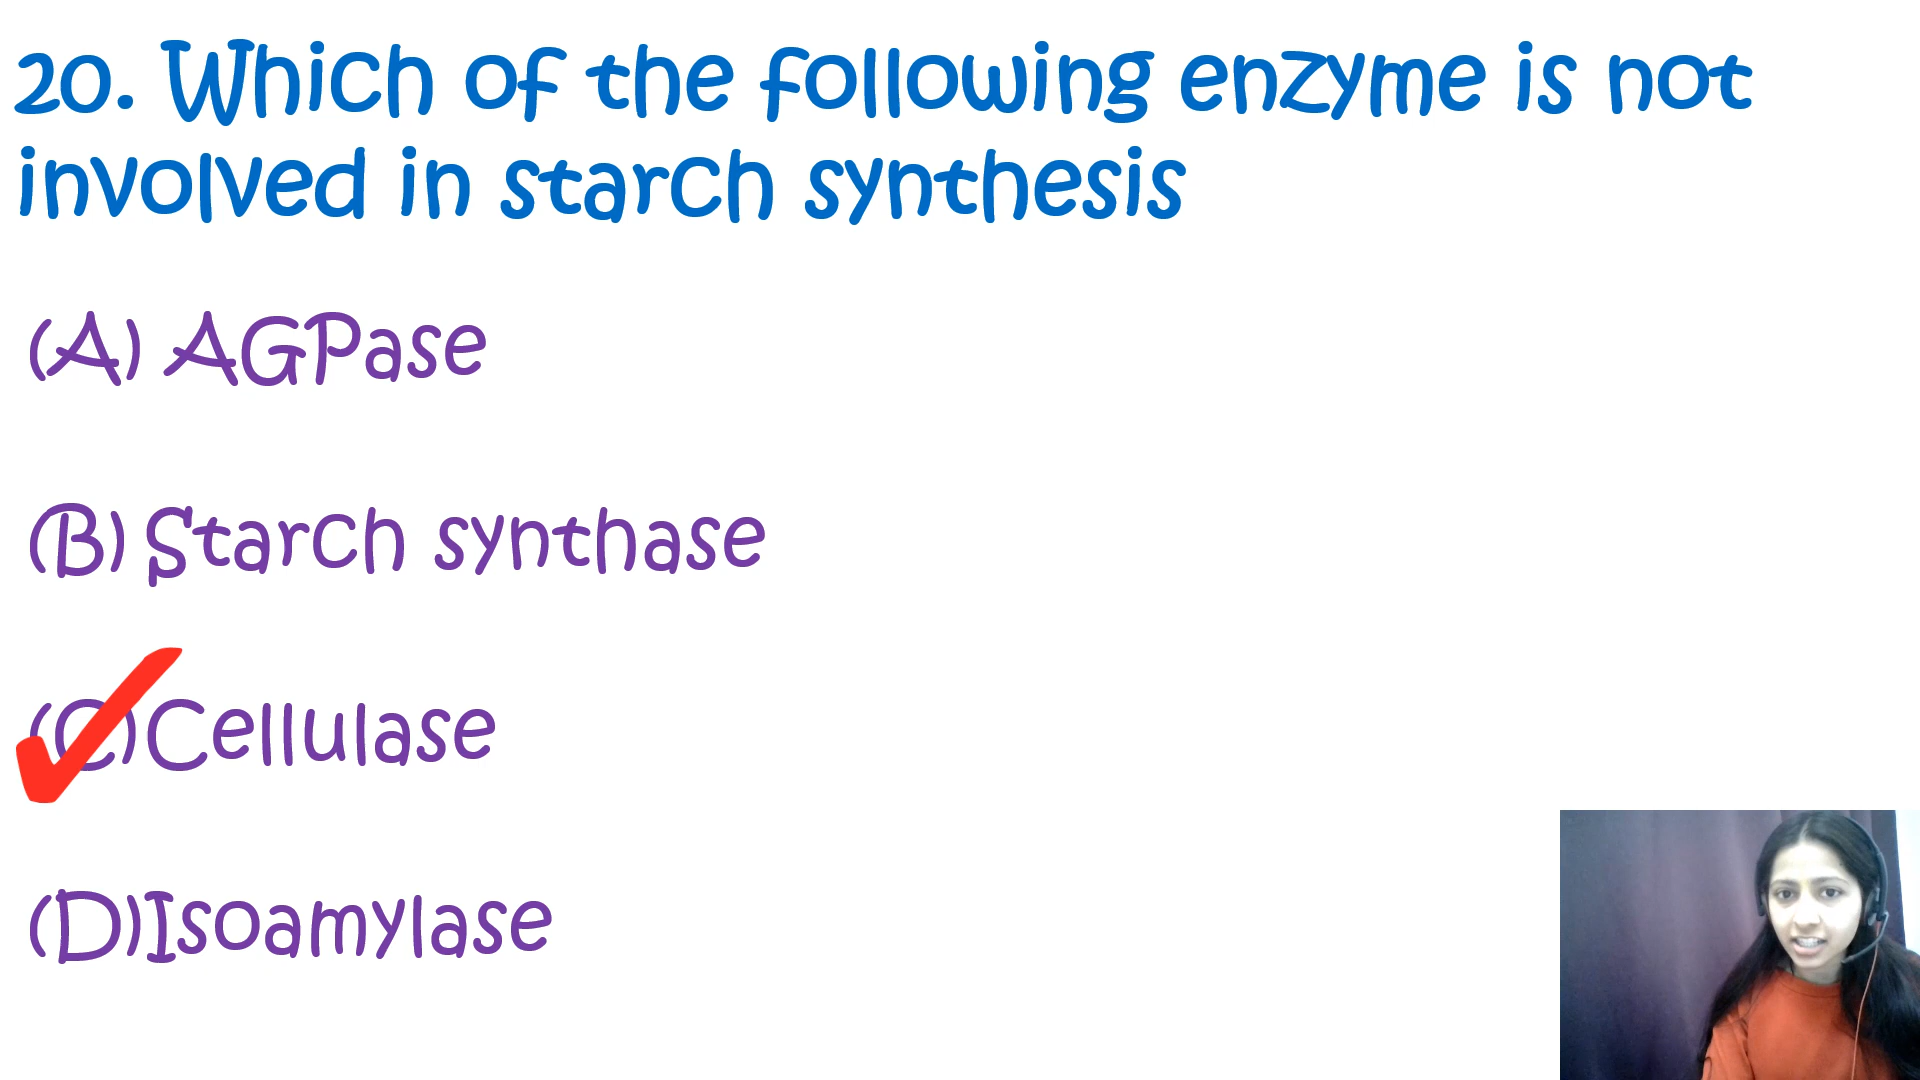 20. Which of the following enzyme is not
involved in starch synthesis
(A) AGPase
(B) Starch synthase
(C) Cellulase
(D) Isoamylase